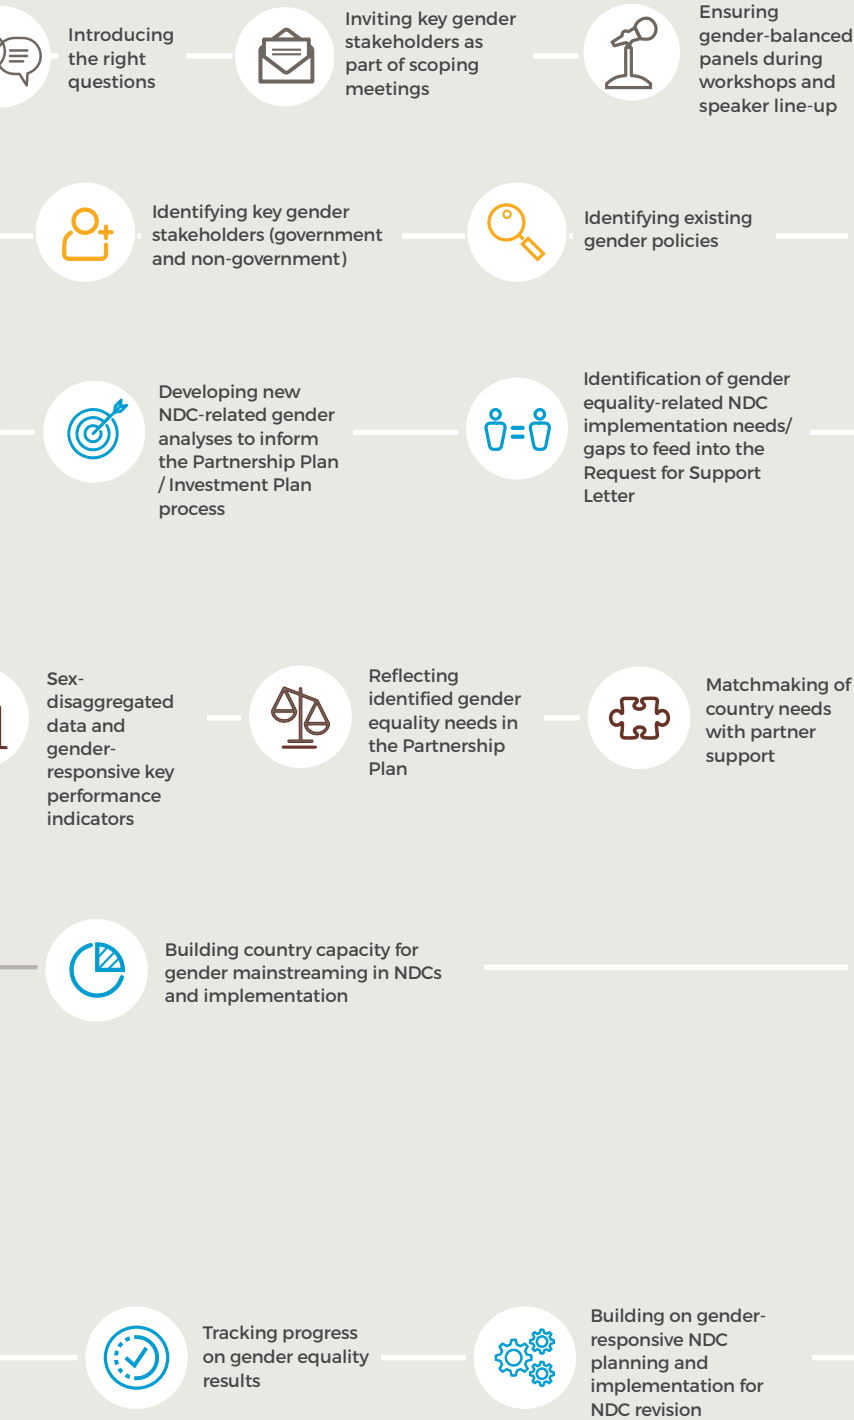 Introducing
the right
questions
Inviting key gender
stakeholders as
part of scoping
meetings
Ensuring
gender-balanced
panels during
workshops and
speaker line-up
Identifying key gender
stakeholders (government
and non-government)
Identifying existing
gender policies
Developing new
NDC-related gender
analyses to inform
the Partnership Plan
/ Investment Plan
process
Identification of gender
equality-related NDC
implementation needs/
gaps to feed into the
Request for Support
Letter
Sex-
disaggregated
data and
gender-
responsive key
performance
indicators
Reflecting
identified gender
equality needs in
the Partnership
Plan
Matchmaking of
country needs
with partner
support
Building country capacity for
gender mainstreaming in NDCs
and implementation
Tracking progress
on gender equality
results
Building on gender-
responsive NDC
planning and
implementation for
NDC revision